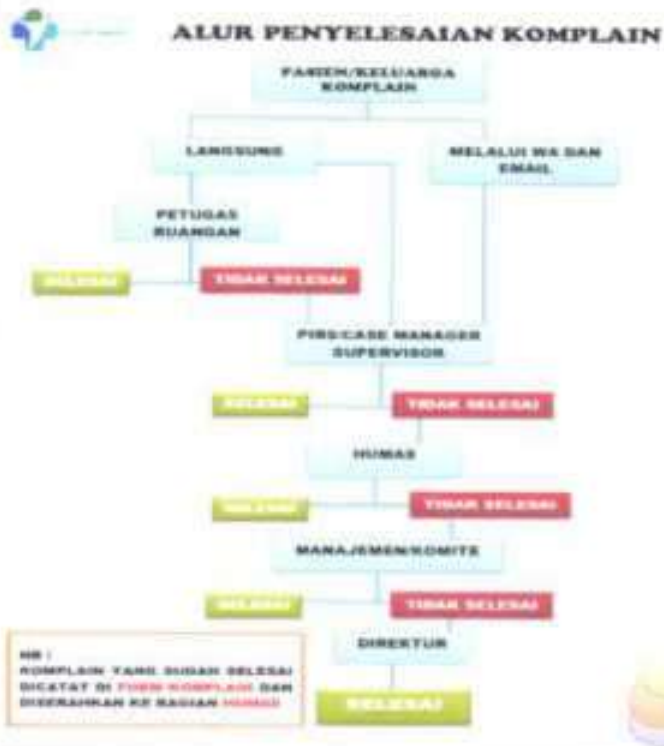 ALUR PENYELESAIAN KOMPLAIN
PASIEN/KELUARGA
KOMPLAIN
LANGSUNG
MELALUI WA DAN
EMAIL
PETUGAS
RUANGAN
SELESAI
TIDAK SELESAI
PIRS/CASE MANAGER
SUPERVISOR
SELESAI
TIDAK SELESAI
HUMAS
SELESAI
TIDAK SELESAI
MANAJEMEN/KOMITE
SELESAI
TIDAK SELESAI
DIREKTUR
NB :
KOMPLAIN YANG SUDAH SELESAI
DICATAT DI FORM KOMPLAIN DAN
DISERAHKAN KE BAGIAN HUMAS
SELESAI